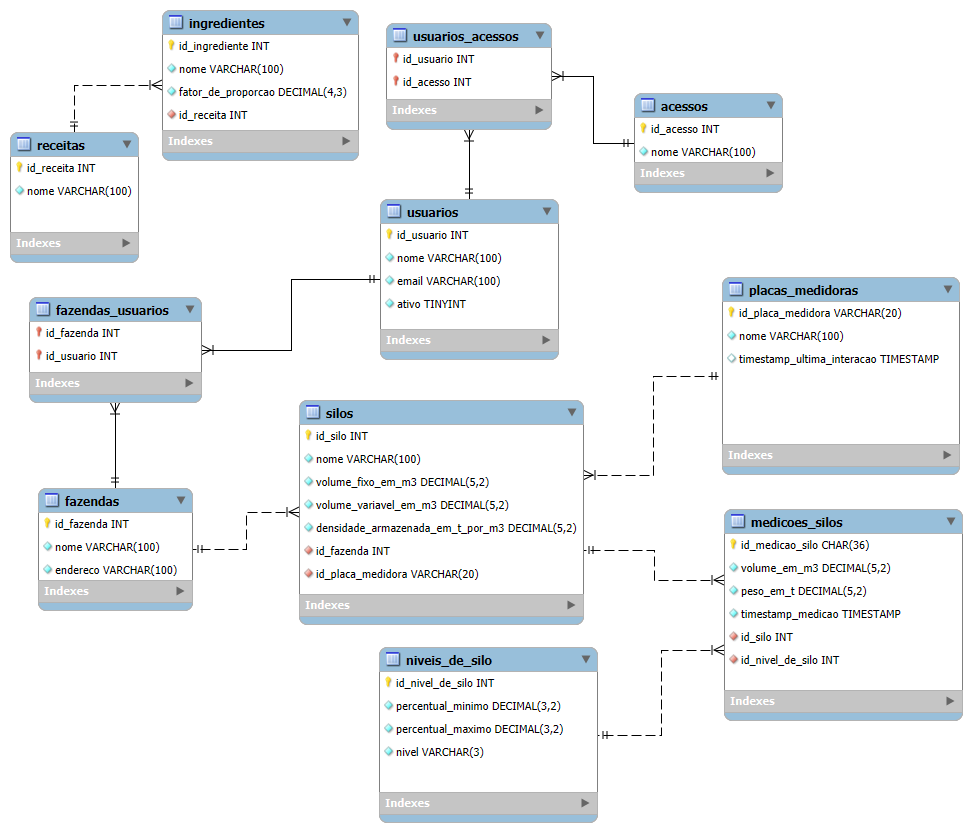 ingredientes
id_ingrediente INT
nome VARCHAR(100)
fator_de_proporcao DECIMAL(4,3)
id_receita INT
Indexes
usuarios_acessos
id_usuario INT
id_acesso INT
Indexes
acessos
id_acesso INT
nome VARCHAR(100)
Indexes
receitas
id_receita INT
nome VARCHAR(100)
Indexes
usuarios
id_usuario INT
nome VARCHAR(100)
email VARCHAR(100)
ativo TINYINT
Indexes
fazendas_usuarios
id_fazenda INT
id_usuario INT
Indexes
placas_medidoras
id_placa_medidora VARCHAR(20)
nome VARCHAR(100)
timestamp_ultima_interacao TIMESTAMP
Indexes
silos
id_silo INT
nome VARCHAR(100)
volume_fixo_em_m3 DECIMAL(5,2)
volume_variavel_em_m3 DECIMAL(5,2)
densidade_armazenada_em_t_por_m3 DECIMAL(5,2)
id_fazenda INT
id_placa_medidora VARCHAR(20)
Indexes
fazendas
id_fazenda INT
nome VARCHAR(100)
endereco VARCHAR(100)
Indexes
medicoes_silos
id_medicao_silo CHAR(36)
volume_em_m3 DECIMAL(5,2)
peso_em_t DECIMAL(5,2)
timestamp_medicao TIMESTAMP
id_silo INT
id_nivel_de_silo INT
Indexes
niveis_de_silo
id_nivel_de_silo INT
percentual_minimo DECIMAL(3,2)
percentual_maximo DECIMAL(3,2)
nivel VARCHAR(3)
Indexes